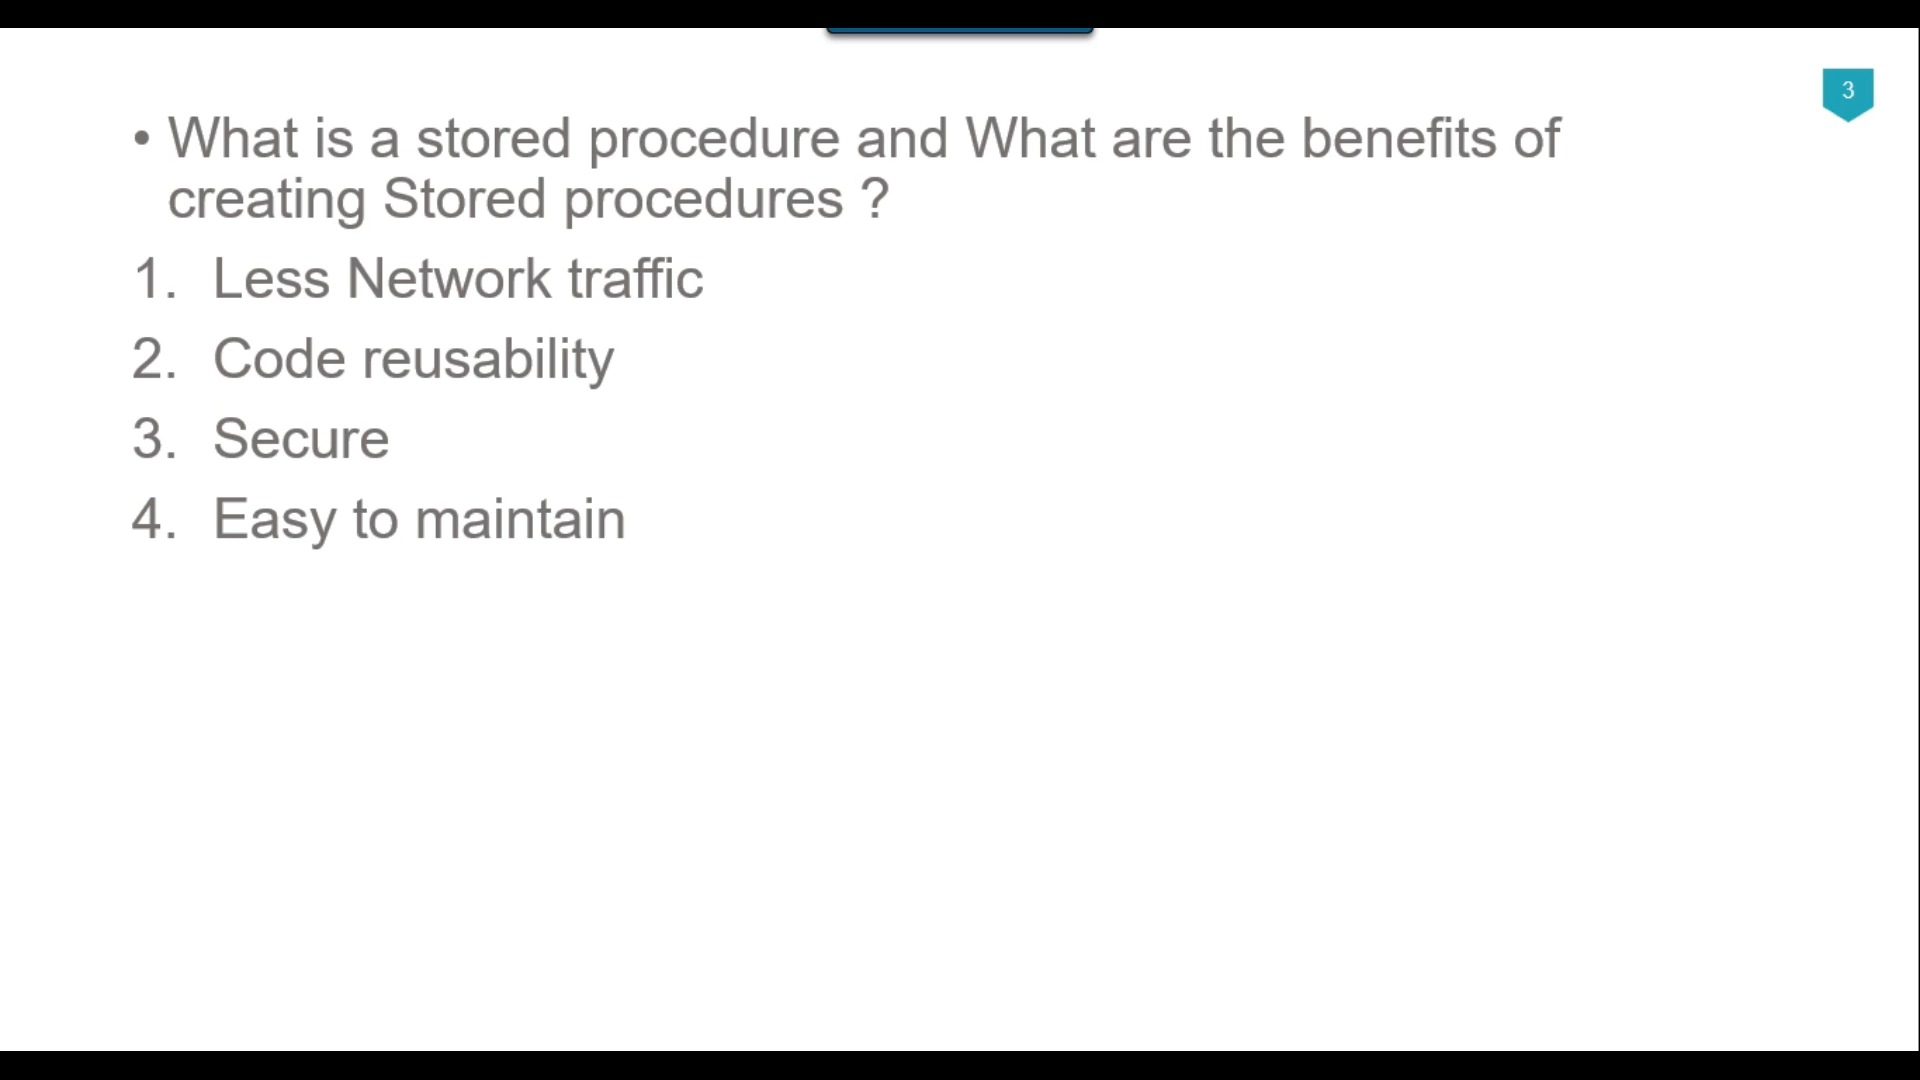 3
• What is a stored procedure and What are the benefits of
creating Stored procedures ?
1. Less Network traffic
2. Code reusability
3. Secure
4. Easy to maintain